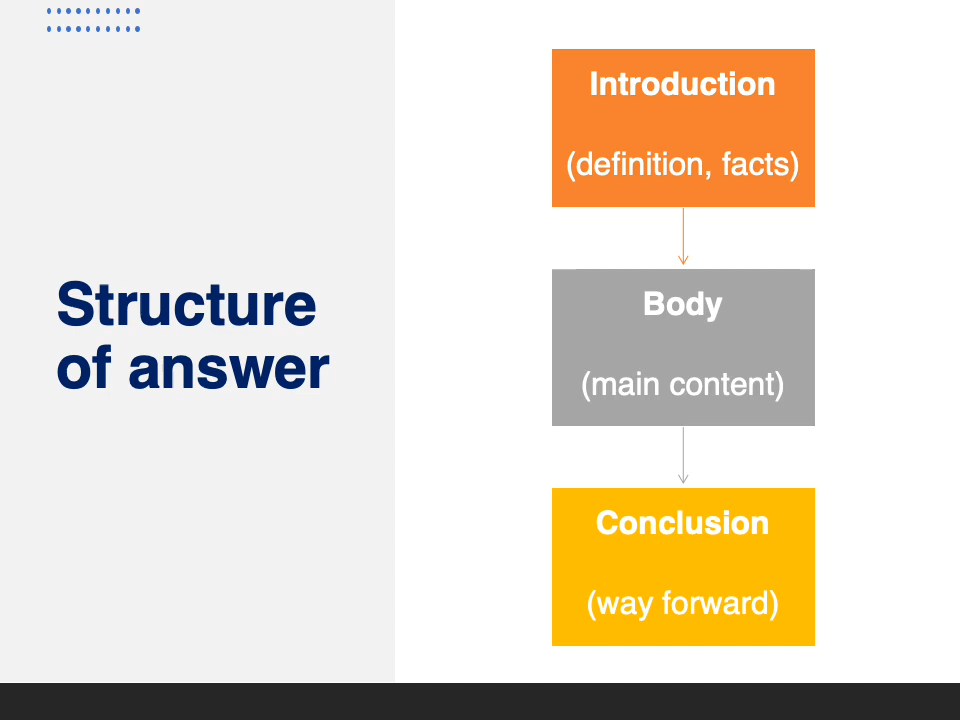 Structure
of answer
Introduction
(definition, facts)
Body
(main content)
Conclusion
(way forward)